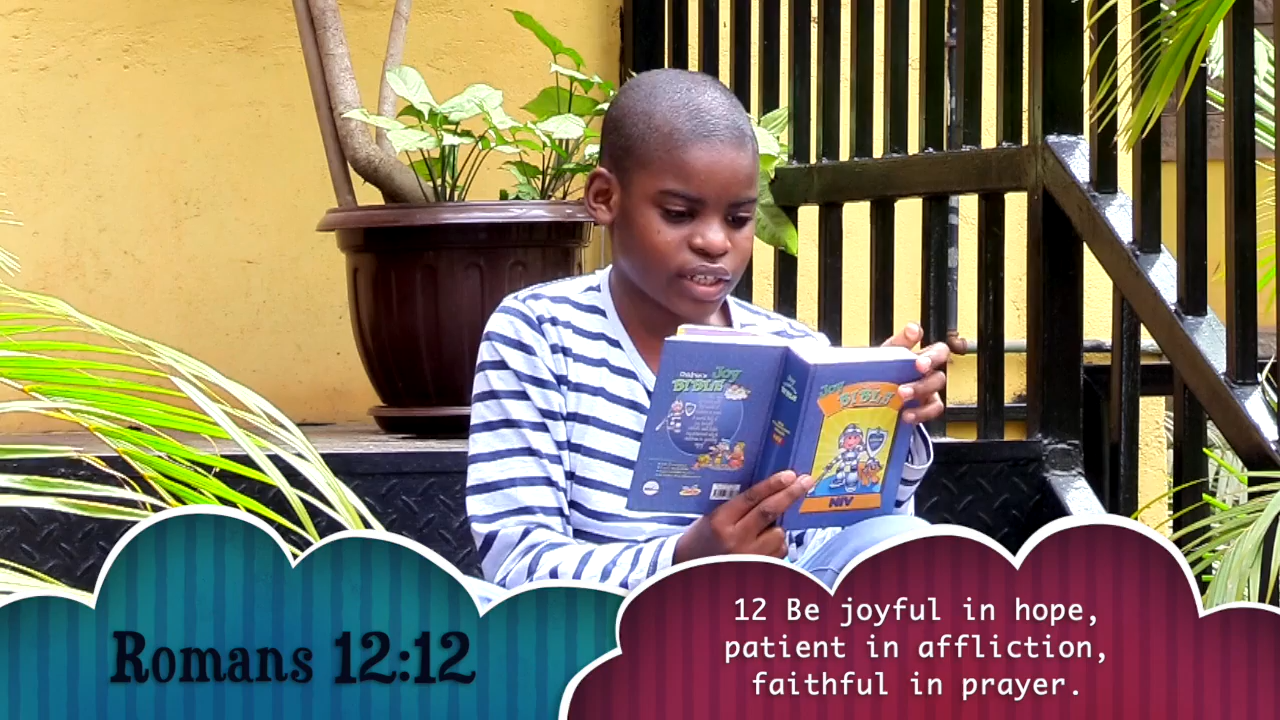 Children's Joy
BIBLE
Joy
BIBLE
NIV
Romans 12:12
12 Be joyful in hope,
patient in affliction,
faithful in prayer.